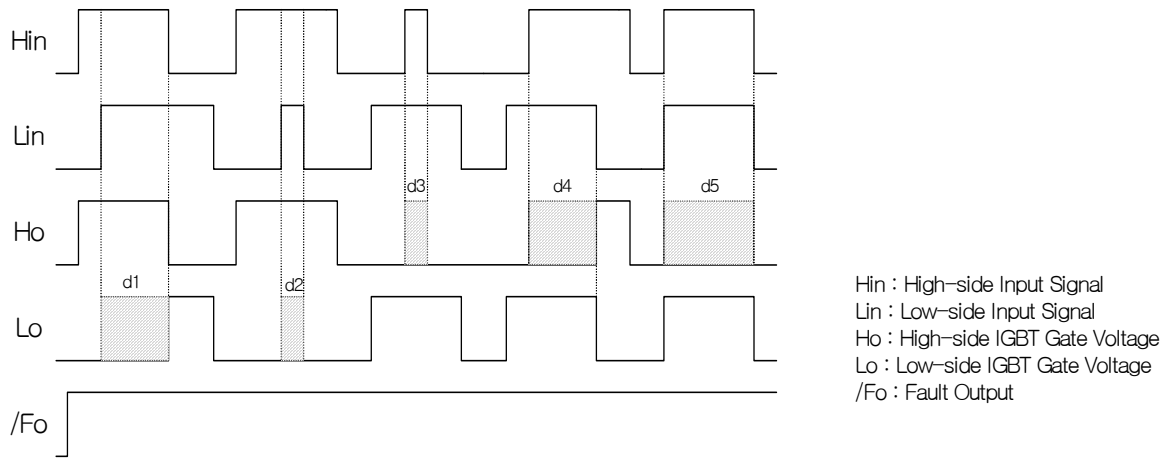 Hin
Lin
d3
d4
d5
Ho
d1
d2
Lo
/Fo
Hin : High-side Input Signal
Lin : Low-side Input Signal
Ho : High-side IGBT Gate Voltage
Lo : Low-side IGBT Gate Voltage
/Fo : Fault Output